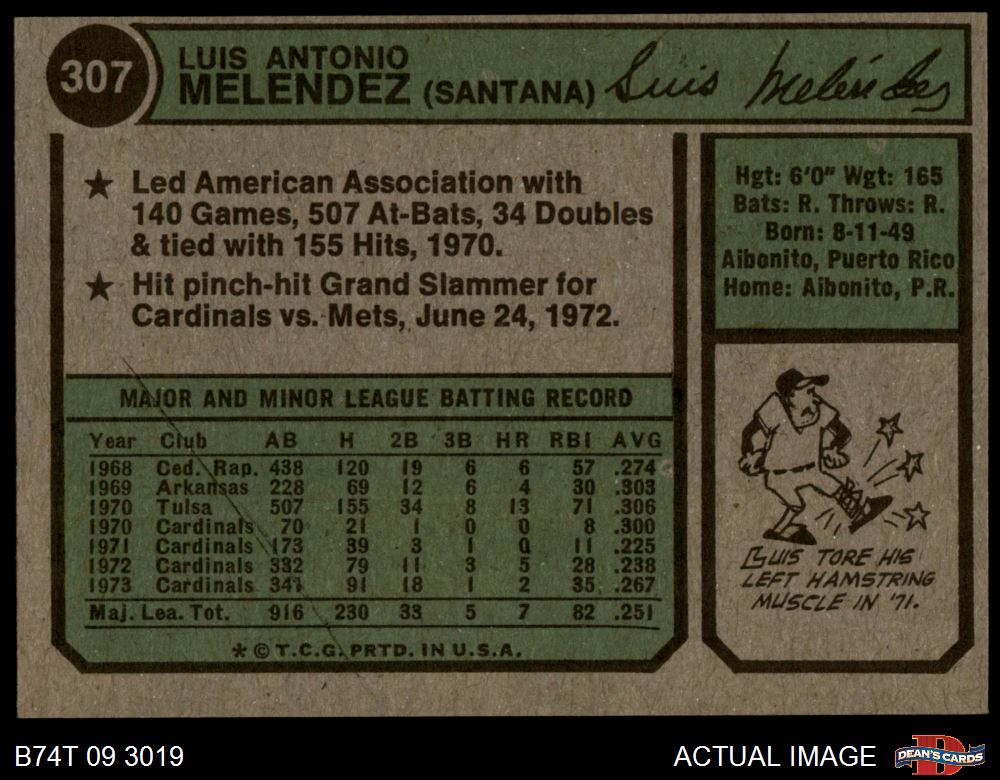 307
LUIS ANTONIO
MELENDEZ (SANTANA)
Luis Meléndez
★ Led American Association with
140 Games, 507 At-Bats, 34 Doubles
& tied with 155 Hits, 1970.
★ Hit pinch-hit Grand Slammer for
Cardinals vs. Mets, June 24, 1972.
MAJOR AND MINOR LEAGUE BATTING RECORD
Year Club AB H 2B 3B HR RBI AVG
1968 Ced. Rap. 438 120 19 6 6 57 .274
1969 Arkansas 228 69 12 6 4 30 .303
1970 Tulsa 507 155 34 8 13 71 .306
1970 Cardinals 70 21 1 0 0 8 .300
1971 Cardinals 173 39 3 1 0 11 .225
1972 Cardinals 332 79 11 3 5 28 .238
1973 Cardinals 341 91 18 1 2 35 .267
Maj. Lea. Tot. 916 230 33 5 7 82 .251
* © T.C.G. PRTD. IN U.S.A.
Hgt: 6'0" Wgt: 165
Bats: R. Throws: R.
Born: 8-11-49
Aibonito, Puerto Rico
Home: Aibonito, P.R.
LUIS TORE HIS
LEFT HAMSTRING
MUSCLE IN '71.
B74T 09 3019
ACTUAL IMAGE
DEAN'S CARDS